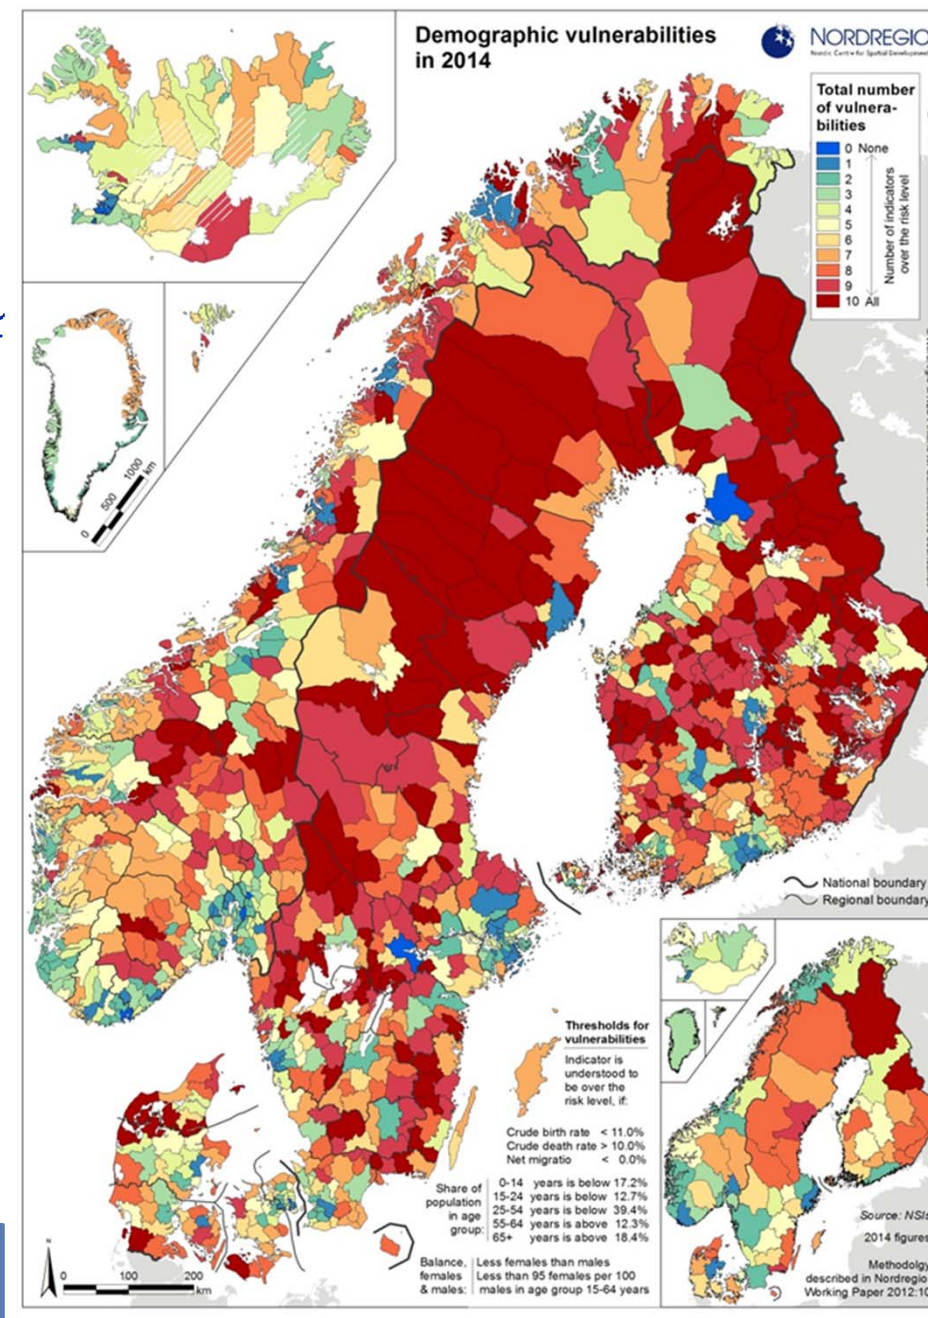 Demographic vulnerabilities
in 2014
NORDREGIO
Nordic Centre for Spatial Development
Total number
of vulnera-
bilities
0 None
1
2
3
4
5
6
7
8
9
10 All
Number of indicators
over the risk level
0 500 1000
km
National boundary
Regional boundary
Thresholds for
vulnerabilities
Indicator is
understood to
be over the
risk level, if:
Crude birth rate < 11.0%
Crude death rate > 10.0%
Net migratio < 0.0%
Share of
population
in age
group:
0-14 years is below 17.2%
15-24 years is below 12.7%
25-54 years is below 39.4%
55-64 years is above 12.3%
65+ years is above 18.4%
Balance,
females
& males:
Less females than males
Less than 95 females per 100
males in age group 15-64 years
N
0 100 200
km
Source: NSIs
2014 figures
Methodolgy
described in Nordregio
Working Paper 2012:10